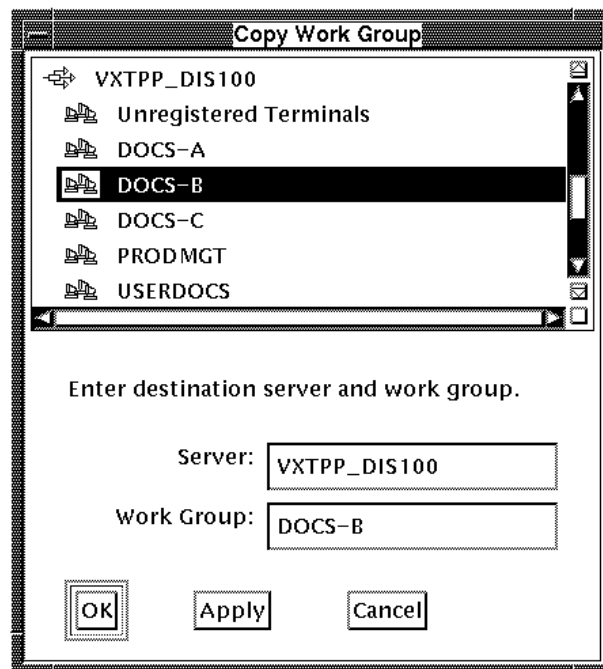 Copy Work Group
VXTPP_DIS100
Unregistered Terminals
DOCS-A
DOCS-B
DOCS-C
PRODMGT
USERDOCS
Enter destination server and work group.
Server: VXTPP_DIS100
Work Group: DOCS-B
OK Apply Cancel